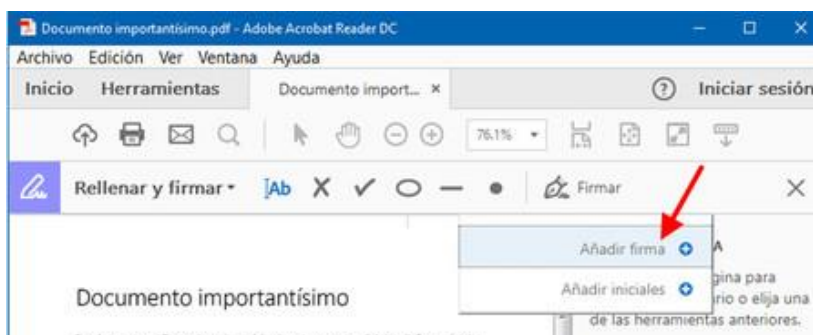 Documento importantísimo.pdf - Adobe Acrobat Reader DC
Archivo Edición Ver Ventana Ayuda
Inicio Herramientas Documento import... × ? Iniciar sesión
76.1%
Rellenar y firmar Ab Firmar
Añadir firma A
gina para
Añadir iniciales rio o elija una
Documento importantísimo de las herramientas anteriores.